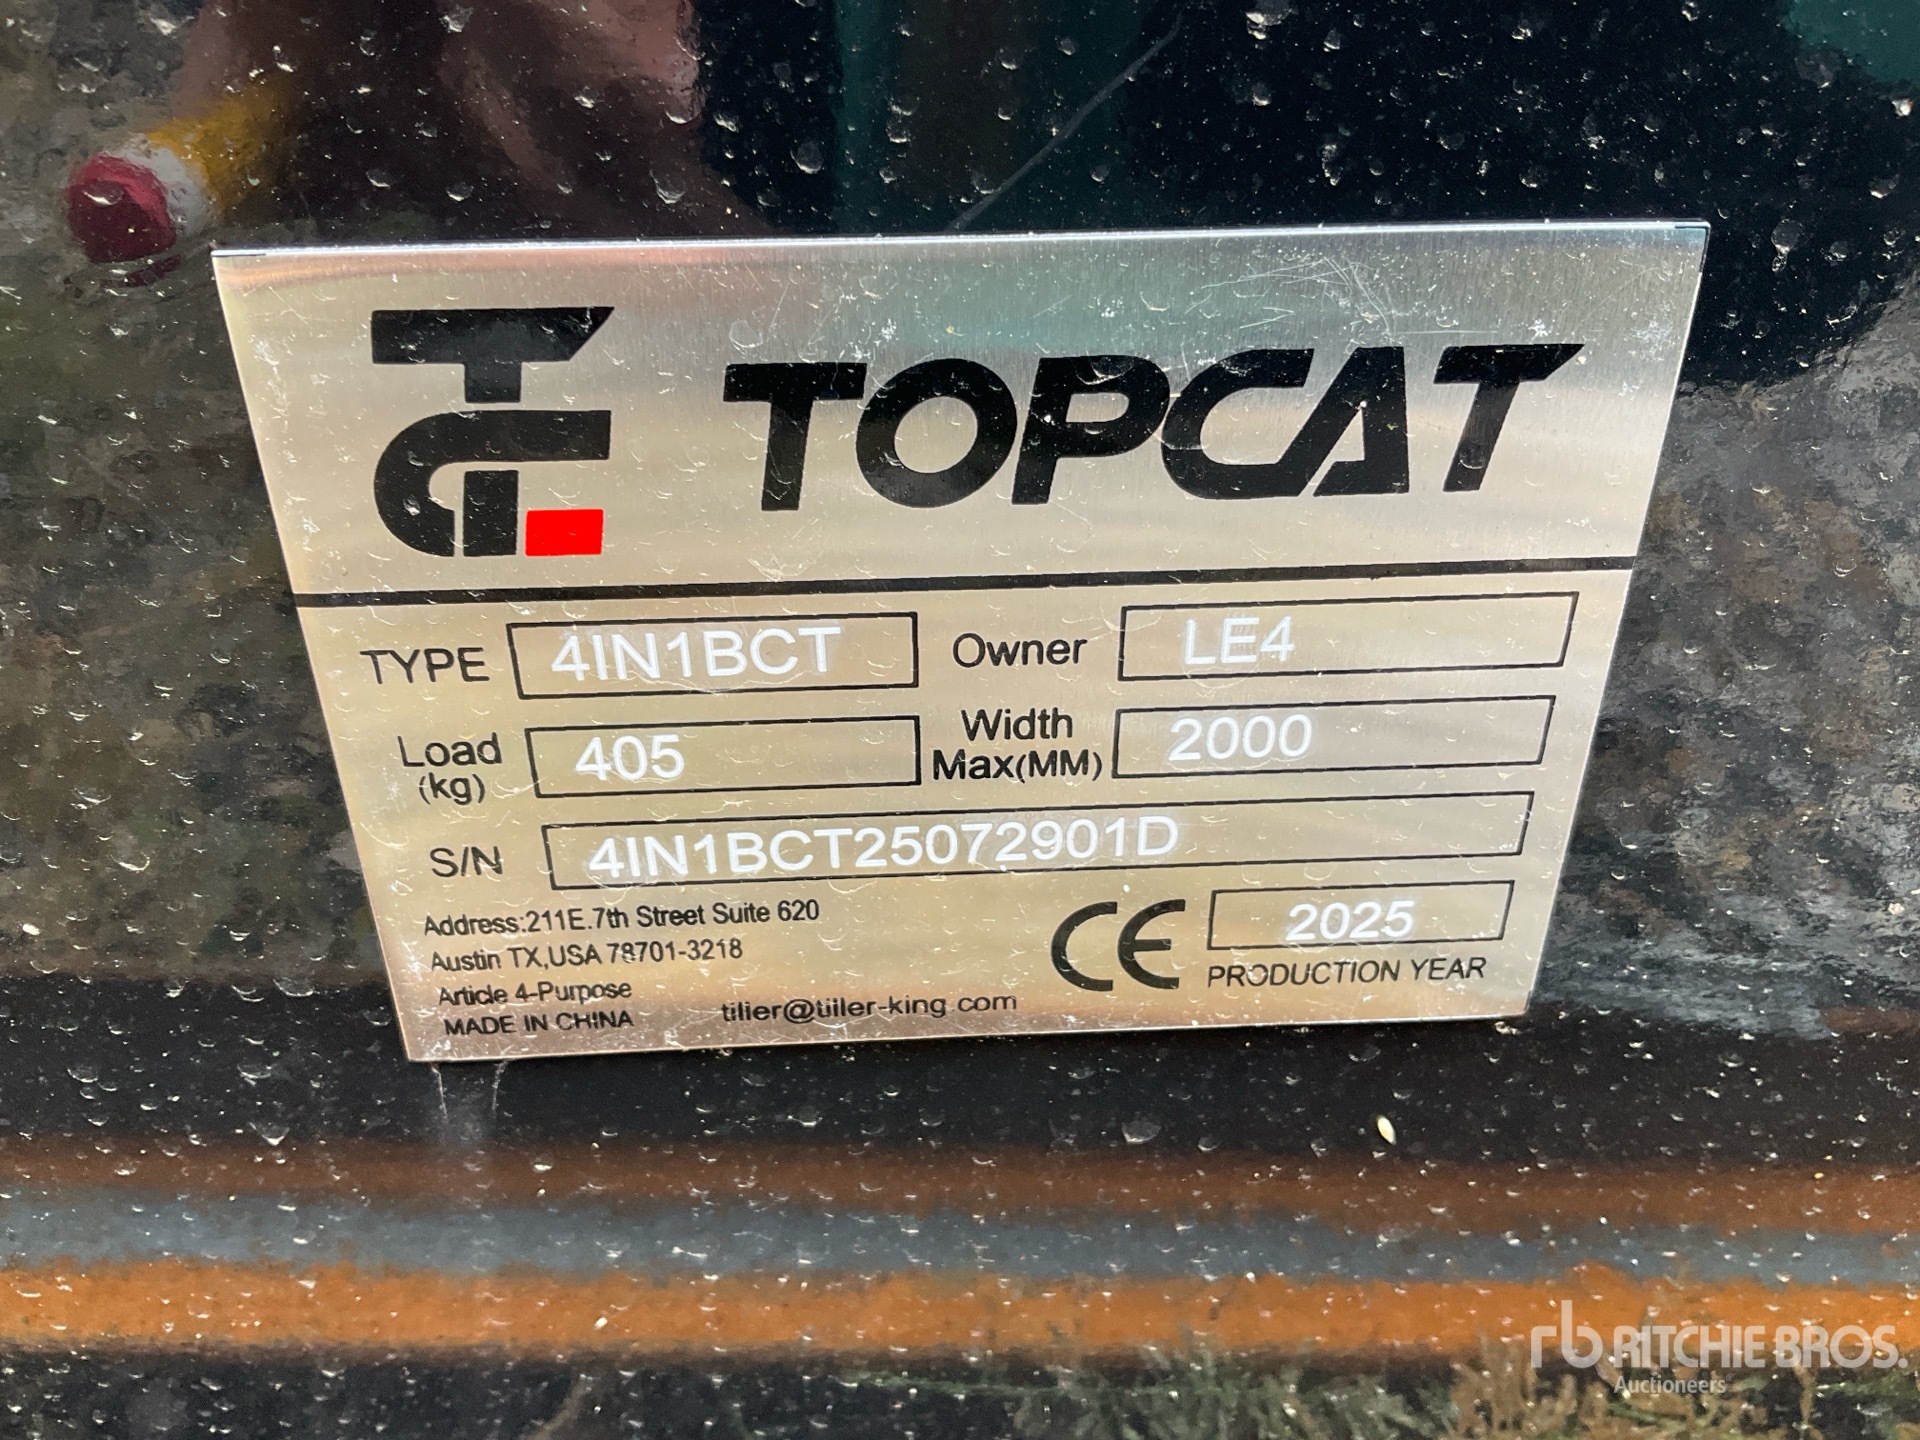 TC TOPCAT
TYPE 4IN1BCT Owner LE4
Load (kg) 405 Width Max(MM) 2000
S/N 4IN1BCT25072901D
Address:211E.7th Street Suite 620
Austin TX,USA 78701-3218
Article 4-Purpose
MADE IN CHINA
tilier@tiller-king.com
CE 2025
PRODUCTION YEAR
rb RITCHIE BROS.
Auctioneers